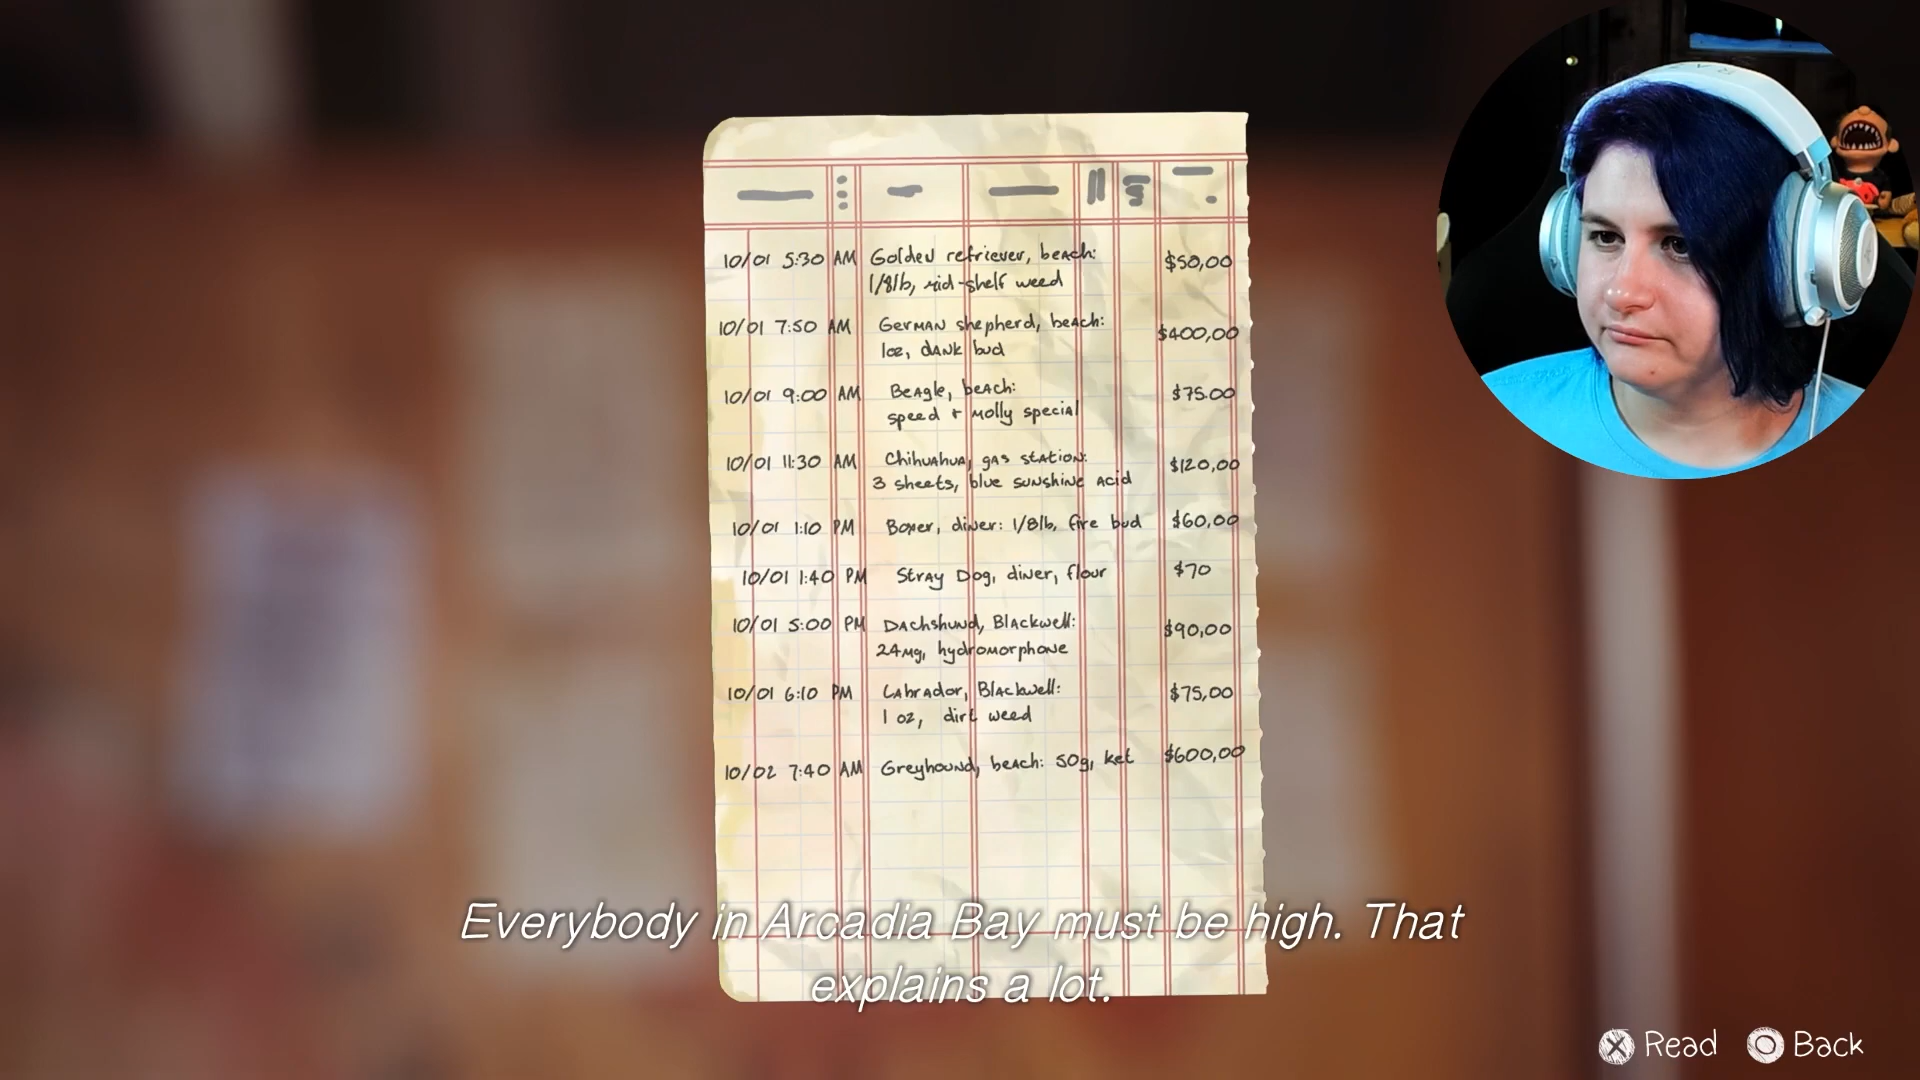 10/01 5:30 AM Golden retriever, beach: $50,00
1/8lb, mid-shelf weed
10/01 7:50 AM German shepherd, beach: $400,00
1oz, dank bud
10/01 9:00 AM Beagle, beach: $75.00
speed + Molly special
10/01 11:30 AM Chihuahua, gas station: $120,00
3 sheets, blue sunshine acid
10/01 1:10 PM Boxer, diner: 1/8lb, fire bud $60,00
10/01 1:40 PM Stray Dog, diner, flour $70
10/01 5:00 PM Dachshund, Blackwell: $90,00
24mg, hydromorphone
10/01 6:10 PM Labrador, Blackwell: $75,00
1 oz, dirt weed
10/02 7:40 AM Greyhound, beach: 50g, ket $600,00
Everybody in Arcadia Bay must be high. That
explains a lot.
Read Back